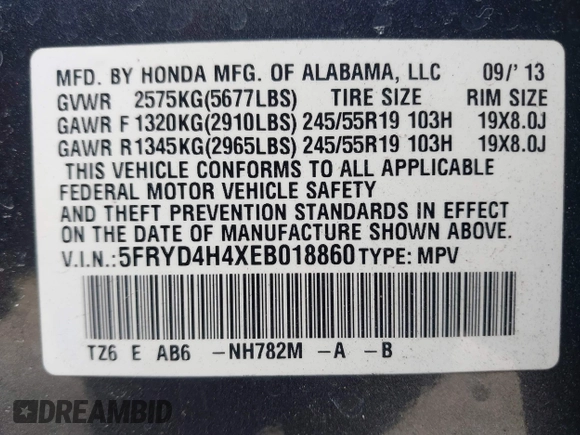 MFD. BY HONDA MFG. OF ALABAMA, LLC 09/' 13
GVWR 2575KG(5677LBS) TIRE SIZE RIM SIZE
GAWR F 1320KG(2910LBS) 245/55R19 103H 19X8.0J
GAWR R 1345KG(2965LBS) 245/55R19 103H 19X8.0J
THIS VEHICLE CONFORMS TO ALL APPLICABLE
FEDERAL MOTOR VEHICLE SAFETY
AND THEFT PREVENTION STANDARDS IN EFFECT
ON THE DATE OF MANUFACTURE SHOWN ABOVE.
V.I.N.: 5FRYD4H4XEB018860 TYPE: MPV
TZ6 E AB6 -NH782M -A -B
DREAMBID